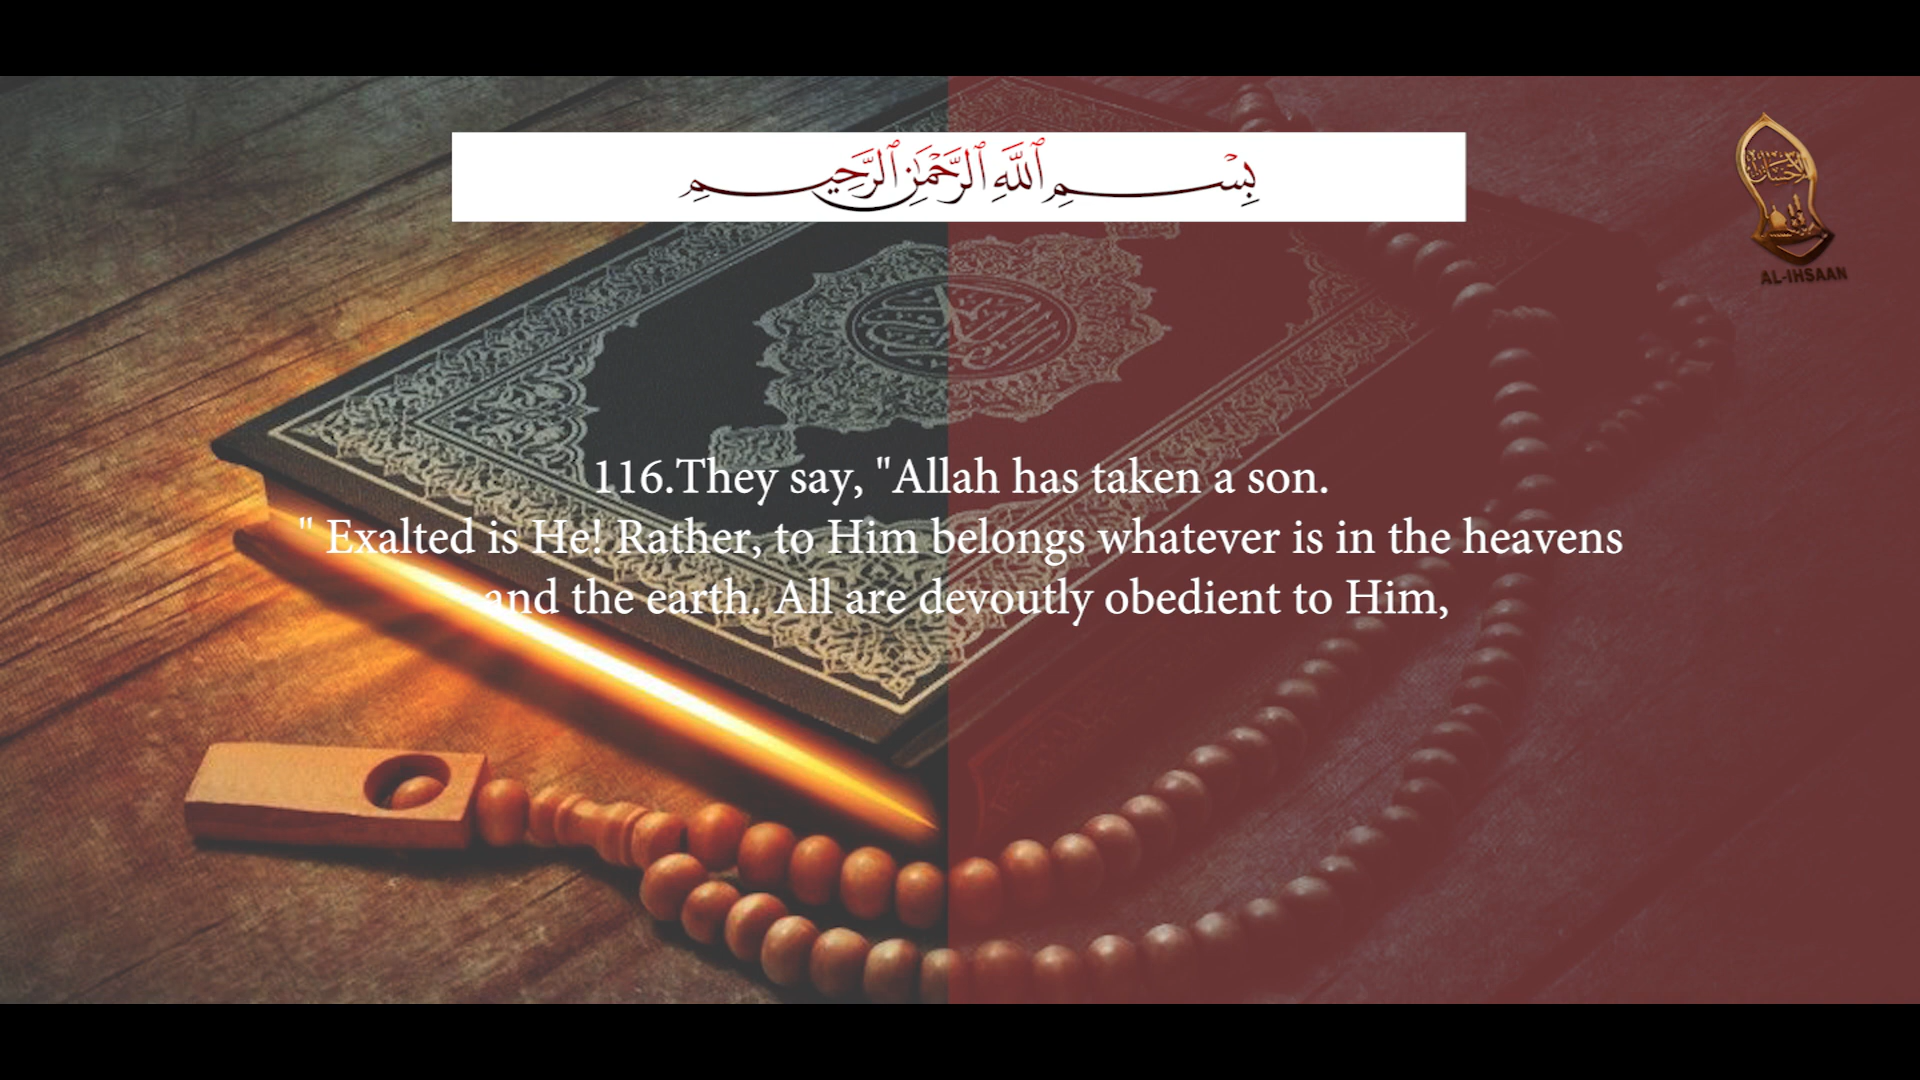 بِسْمِ ٱللَّهِ ٱلرَّحْمَٰنِ ٱلرَّحِيمِ
AL-IHSAAN
116.They say, "Allah has taken a son.
" Exalted is He! Rather, to Him belongs whatever is in the heavens
and the earth. All are devoutly obedient to Him,